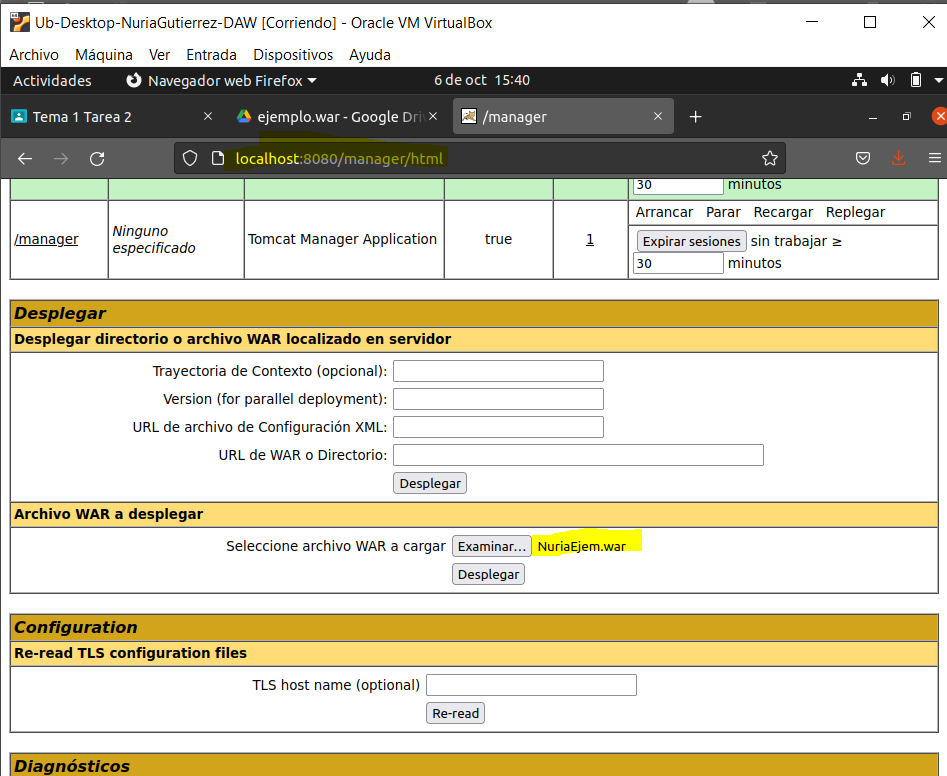 Ub-Desktop-NuriaGutierrez-DAW [Corriendo] - Oracle VM VirtualBox
Archivo Máquina Ver Entrada Dispositivos Ayuda
Actividades Navegador web Firefox 6 de oct 15:40
Tema 1 Tarea 2 ejemplo.war - Google Dri /manager
localhost:8080/manager/html
30 minutos
/manager
Ninguno
especificado
Tomcat Manager Application
true
1
Arrancar Parar Recargar Replegar
Expirar sesiones sin trabajar ≥
30 minutos
Desplegar
Desplegar directorio o archivo WAR localizado en servidor
Trayectoria de Contexto (opcional):
Version (for parallel deployment):
URL de archivo de Configuración XML:
URL de WAR o Directorio:
Desplegar
Archivo WAR a desplegar
Seleccione archivo WAR a cargar Examinar... NuriaEjem.war
Desplegar
Configuration
Re-read TLS configuration files
TLS host name (optional)
Re-read
Diagnósticos